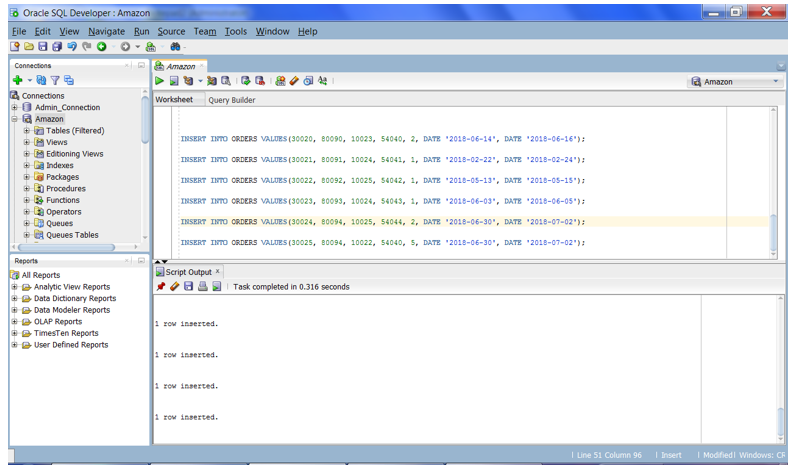 Oracle SQL Developer : Amazon
File Edit View Navigate Run Source Team Tools Window Help
Connections
Connections
Admin_Connection
Amazon
Tables (Filtered)
Views
Editioning Views
Indexes
Packages
Procedures
Functions
Operators
Queues
Queues Tables
Reports
All Reports
Analytic View Reports
Data Dictionary Reports
Data Modeler Reports
OLAP Reports
TimesTen Reports
User Defined Reports
Amazon
Amazon
Worksheet Query Builder
INSERT INTO ORDERS VALUES(30020, 80090, 10023, 54040, 2, DATE '2018-06-14', DATE '2018-06-16');
INSERT INTO ORDERS VALUES(30021, 80091, 10024, 54041, 1, DATE '2018-02-22', DATE '2018-02-24');
INSERT INTO ORDERS VALUES(30022, 80092, 10025, 54042, 1, DATE '2018-05-13', DATE '2018-05-15');
INSERT INTO ORDERS VALUES(30023, 80093, 10024, 54043, 1, DATE '2018-06-03', DATE '2018-06-05');
INSERT INTO ORDERS VALUES(30024, 80094, 10025, 54044, 2, DATE '2018-06-30', DATE '2018-07-02');
INSERT INTO ORDERS VALUES(30025, 80094, 10022, 54040, 5, DATE '2018-06-30', DATE '2018-07-02');
Script Output
Task completed in 0.316 seconds
1 row inserted.
1 row inserted.
1 row inserted.
1 row inserted.
Line 51 Column 96 Insert Modified Windows: CR